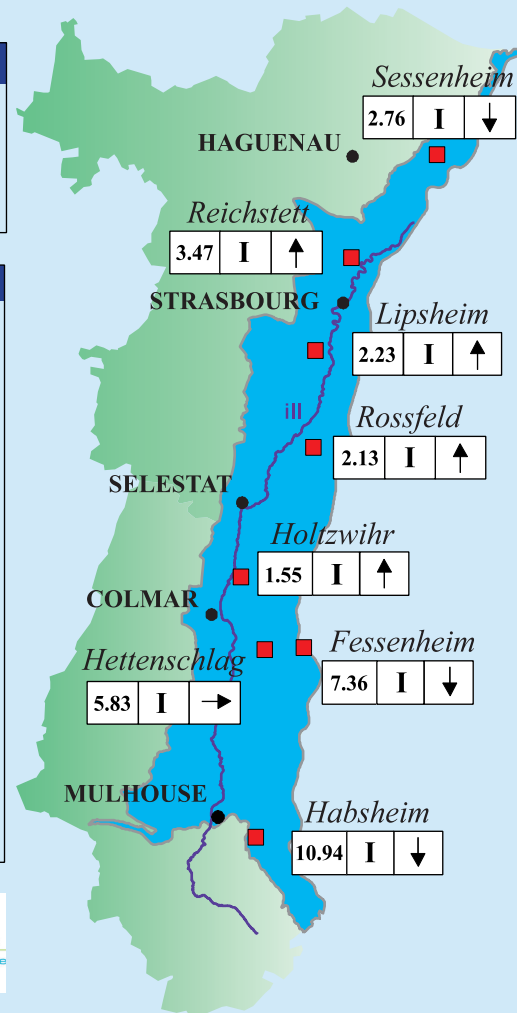 Sessenheim
2.76 I ↓
HAGUENAU
Reichstett
3.47 I ↑
STRASBOURG
Lipsheim
2.23 I ↑
ill
Rossfeld
2.13 I ↑
SELESTAT
Holtzwihr
1.55 I ↑
COLMAR
Hettenschlag
5.83 I →
Fessenheim
7.36 I ↓
MULHOUSE
Habsheim
10.94 I ↓
e